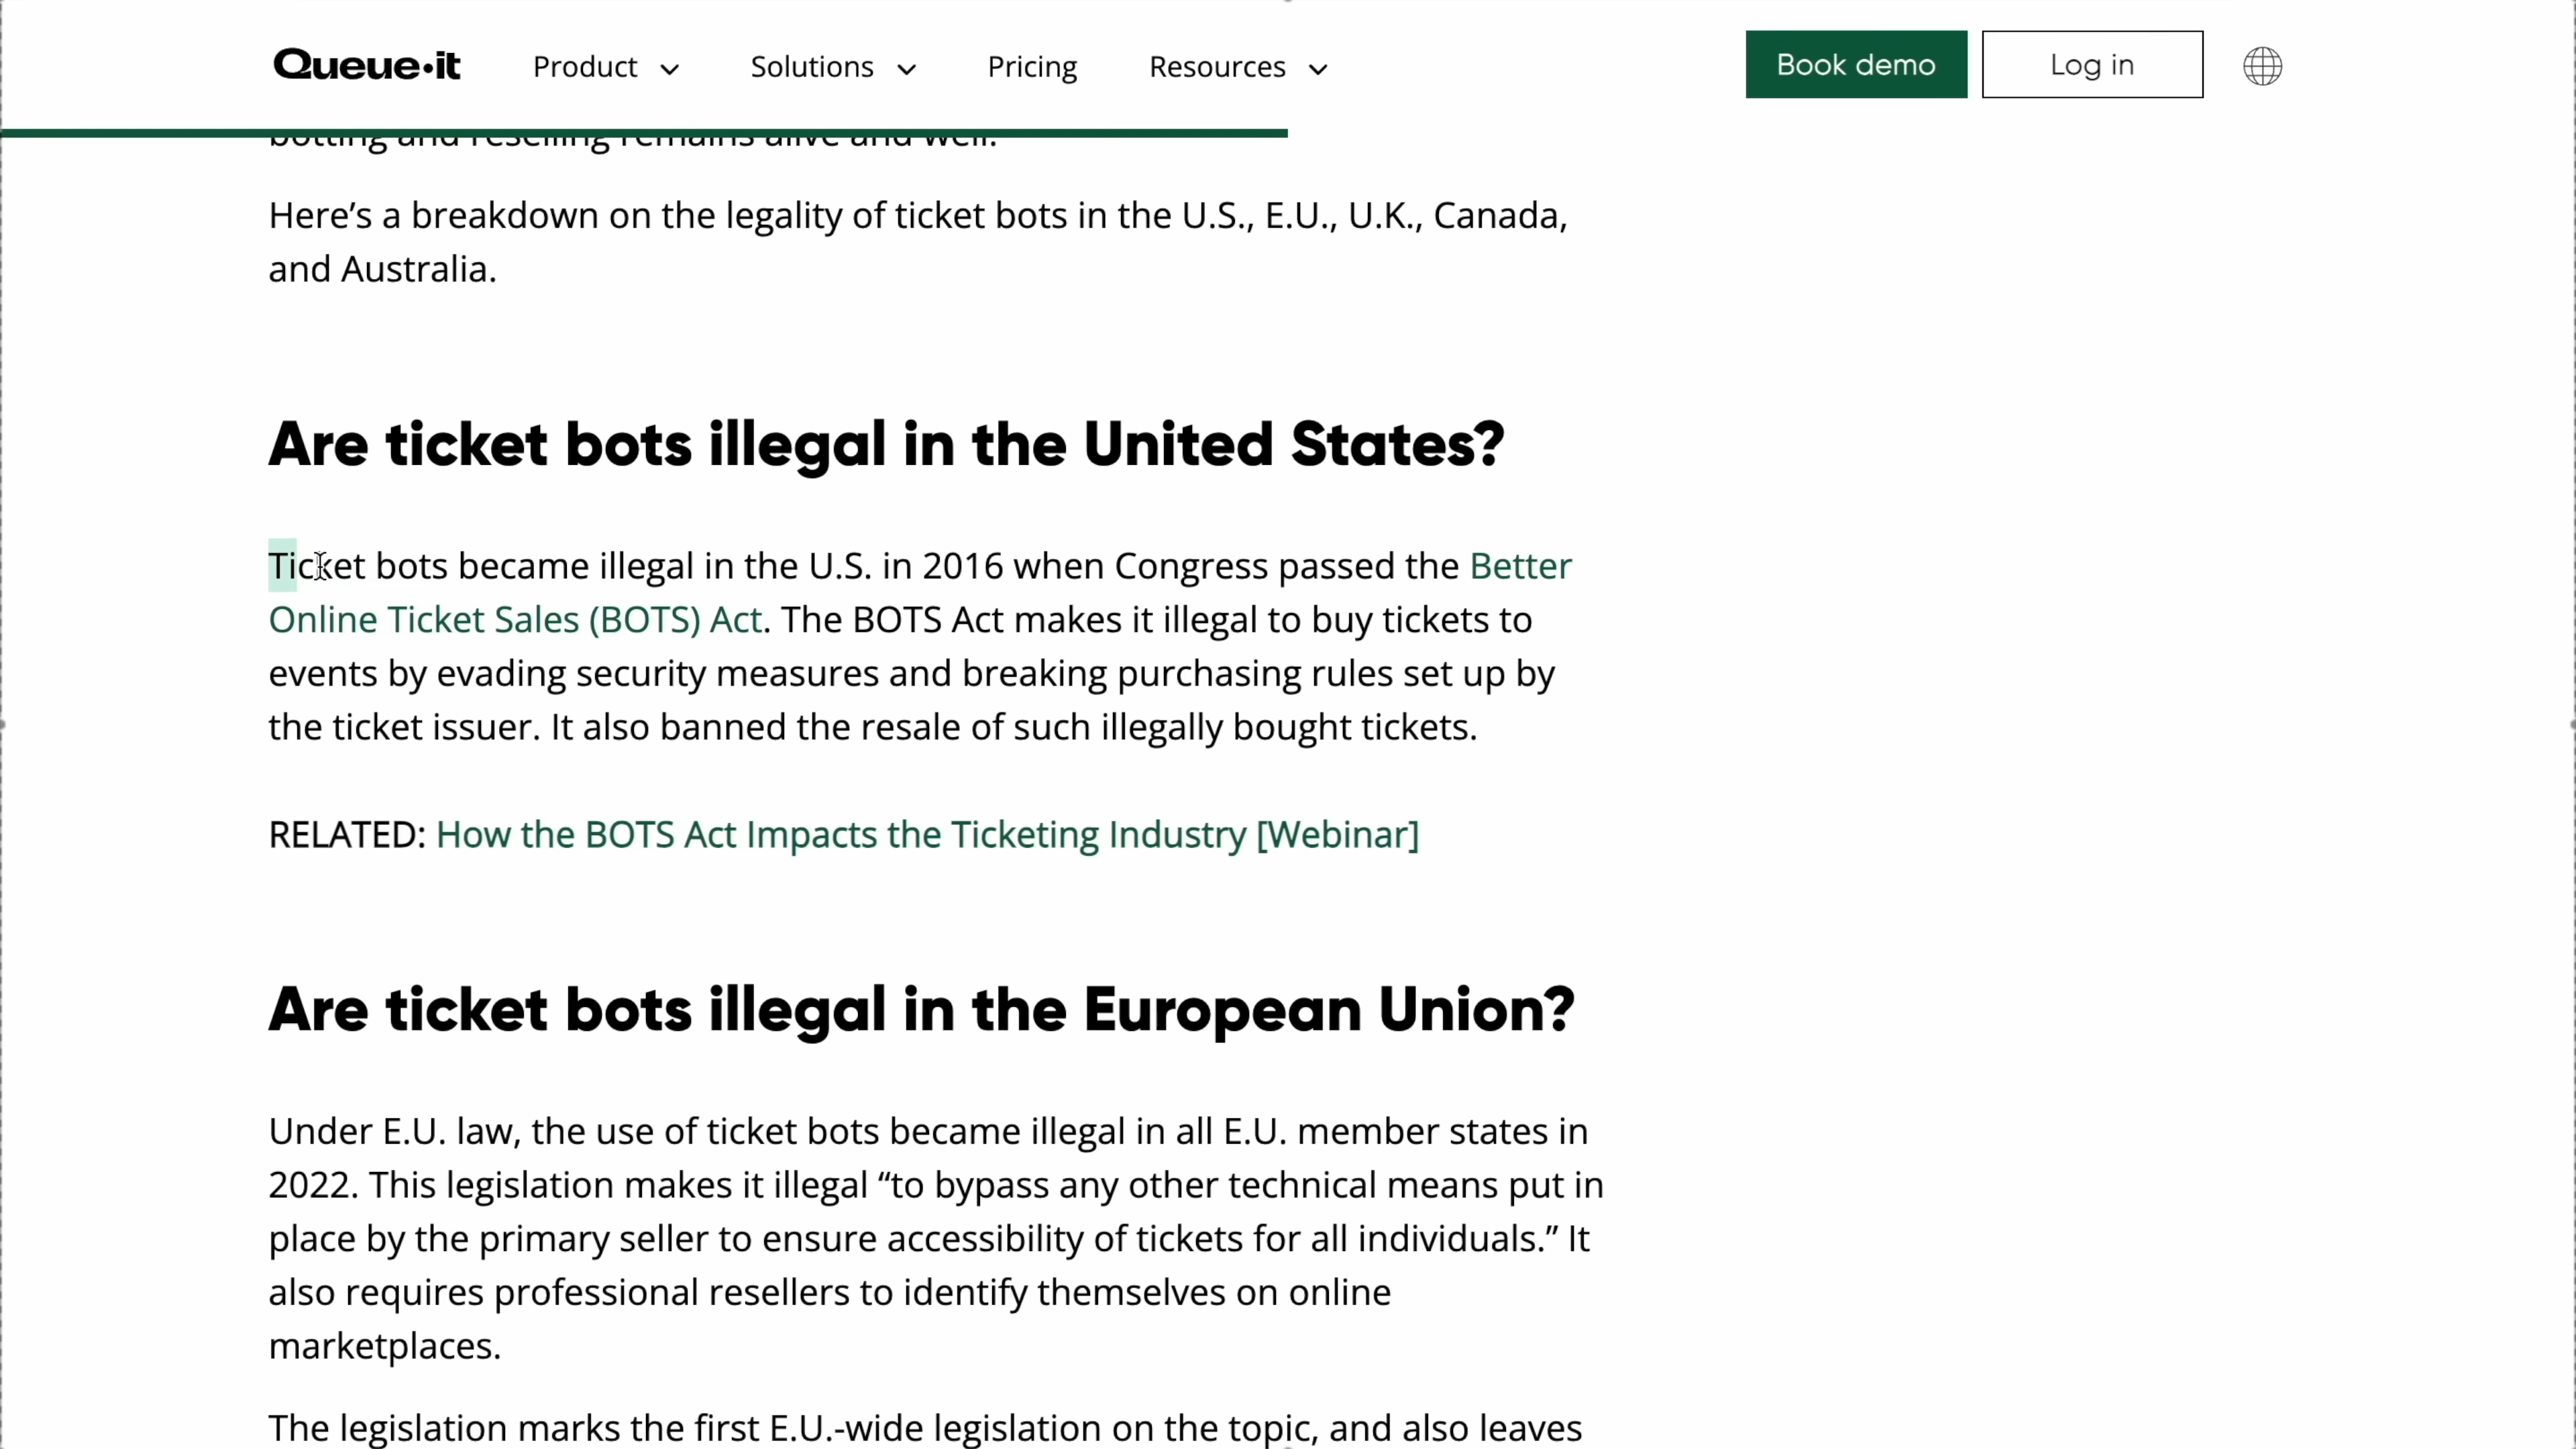 Queue-it Product Solutions Pricing Resources Book demo Log in
botting and reselling remains alive and well.
Here’s a breakdown on the legality of ticket bots in the U.S., E.U., U.K., Canada,
and Australia.
Are ticket bots illegal in the United States?
Ticket bots became illegal in the U.S. in 2016 when Congress passed the Better
Online Ticket Sales (BOTS) Act. The BOTS Act makes it illegal to buy tickets to
events by evading security measures and breaking purchasing rules set up by
the ticket issuer. It also banned the resale of such illegally bought tickets.
RELATED: How the BOTS Act Impacts the Ticketing Industry [Webinar]
Are ticket bots illegal in the European Union?
Under E.U. law, the use of ticket bots became illegal in all E.U. member states in
2022. This legislation makes it illegal “to bypass any other technical means put in
place by the primary seller to ensure accessibility of tickets for all individuals.” It
also requires professional resellers to identify themselves on online
marketplaces.
The legislation marks the first E.U.-wide legislation on the topic, and also leaves